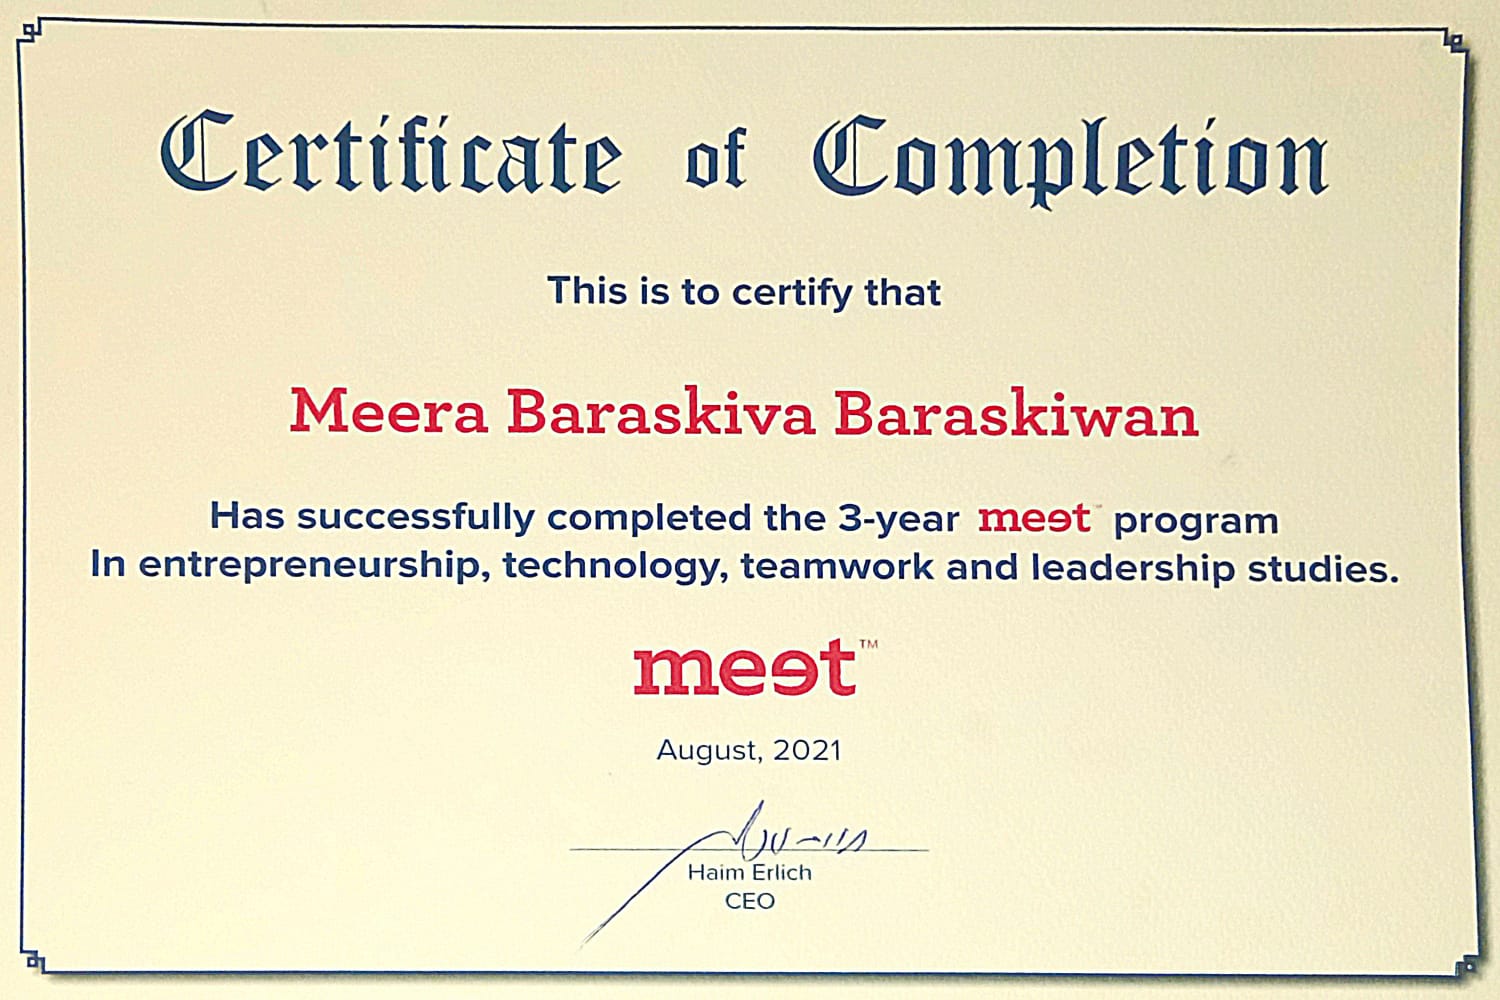 Certificate of Completion
This is to certify that
Meera Baraskiva Baraskiwan
Has successfully completed the 3-year meet™ program
In entrepreneurship, technology, teamwork and leadership studies.
meet™
August, 2021
Haim Erlich
CEO